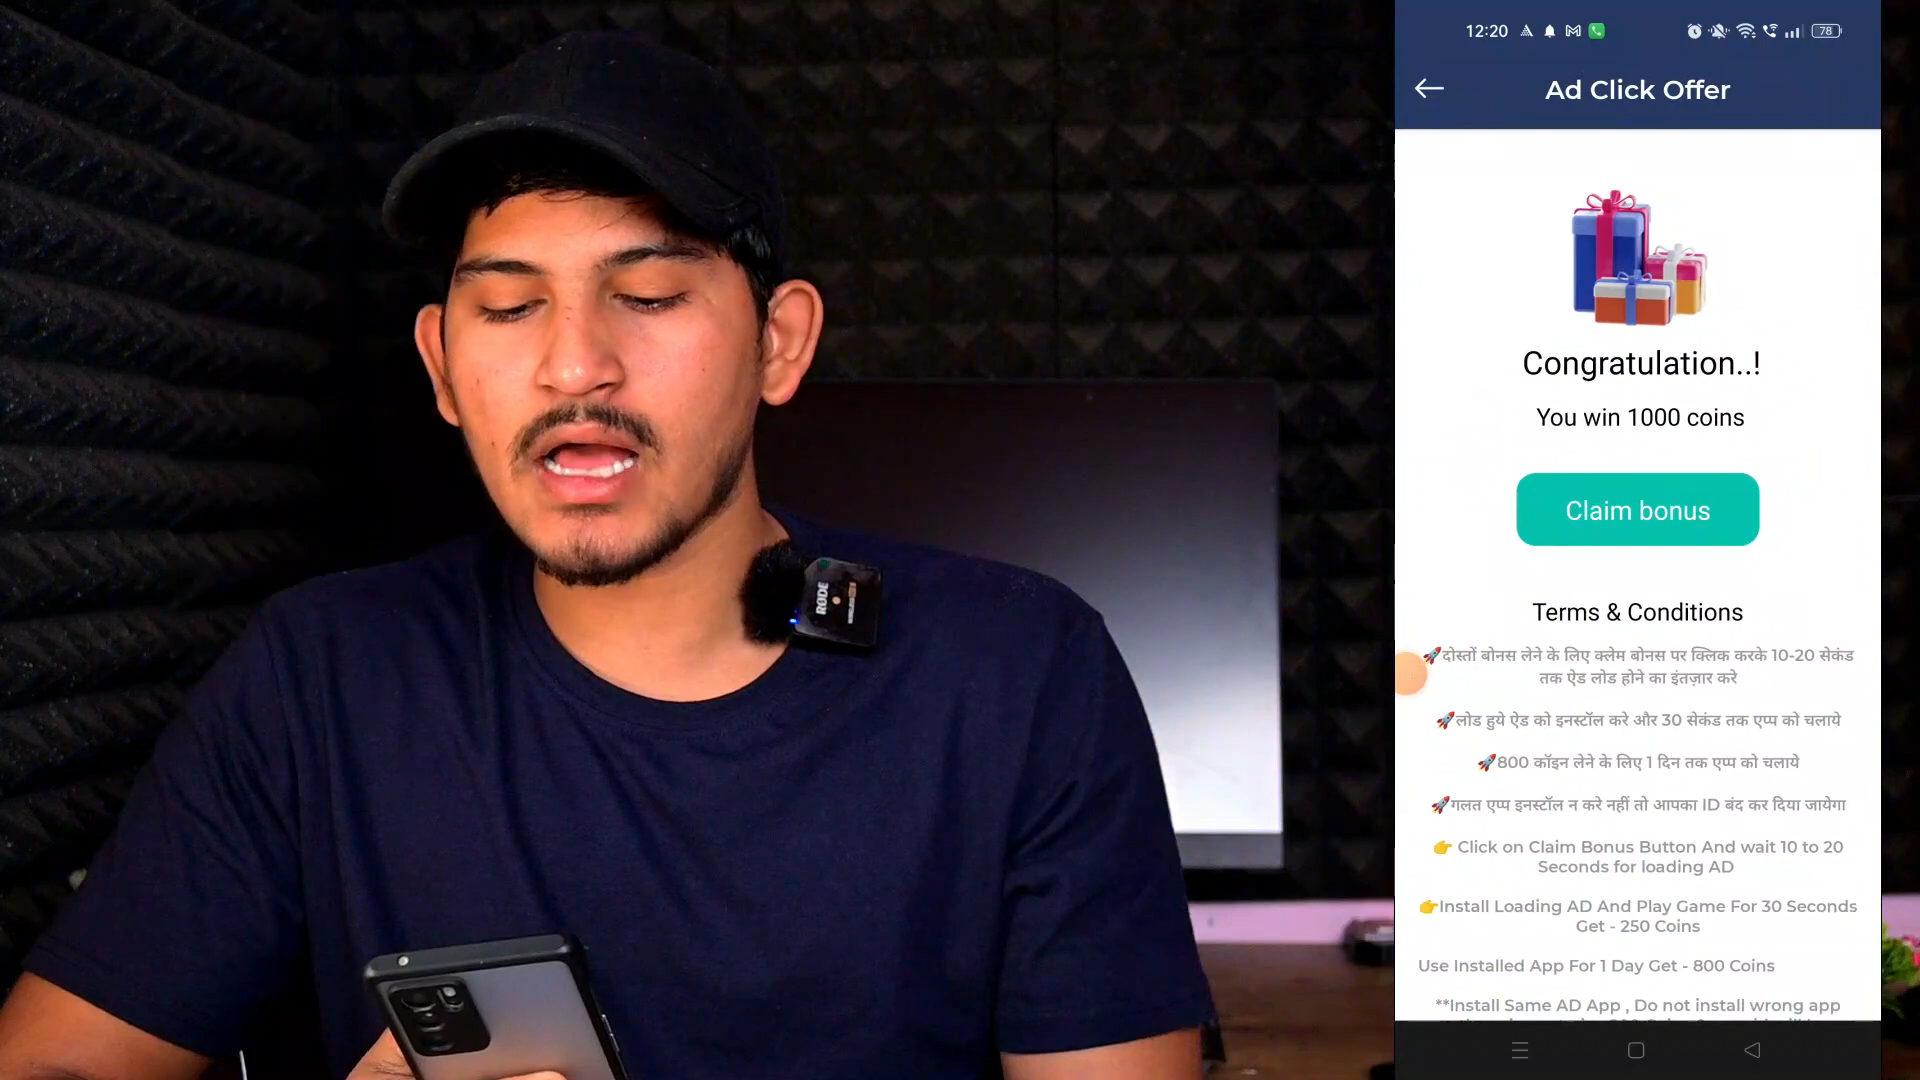 12:20
78
Ad Click Offer
Congratulation..!
You win 1000 coins
Claim bonus
Terms & Conditions
🚀दोस्तों बोनस लेने के लिए क्लेम बोनस पर क्लिक करके 10-20 सेकंड
तक ऐड लोड होने का इंतज़ार करे
🚀लोड हुये ऐड को इनस्टॉल करे और 30 सेकंड तक एप्प को चलाये
🚀800 कॉइन लेने के लिए 1 दिन तक एप्प को चलाये
🚀गलत एप्प इनस्टॉल न करे नहीं तो आपका ID बंद कर दिया जायेगा
👉 Click on Claim Bonus Button And wait 10 to 20
Seconds for loading AD
👉Install Loading AD And Play Game For 30 Seconds
Get - 250 Coins
Use Installed App For 1 Day Get - 800 Coins
**Install Same AD App , Do not install wrong app
RØDE